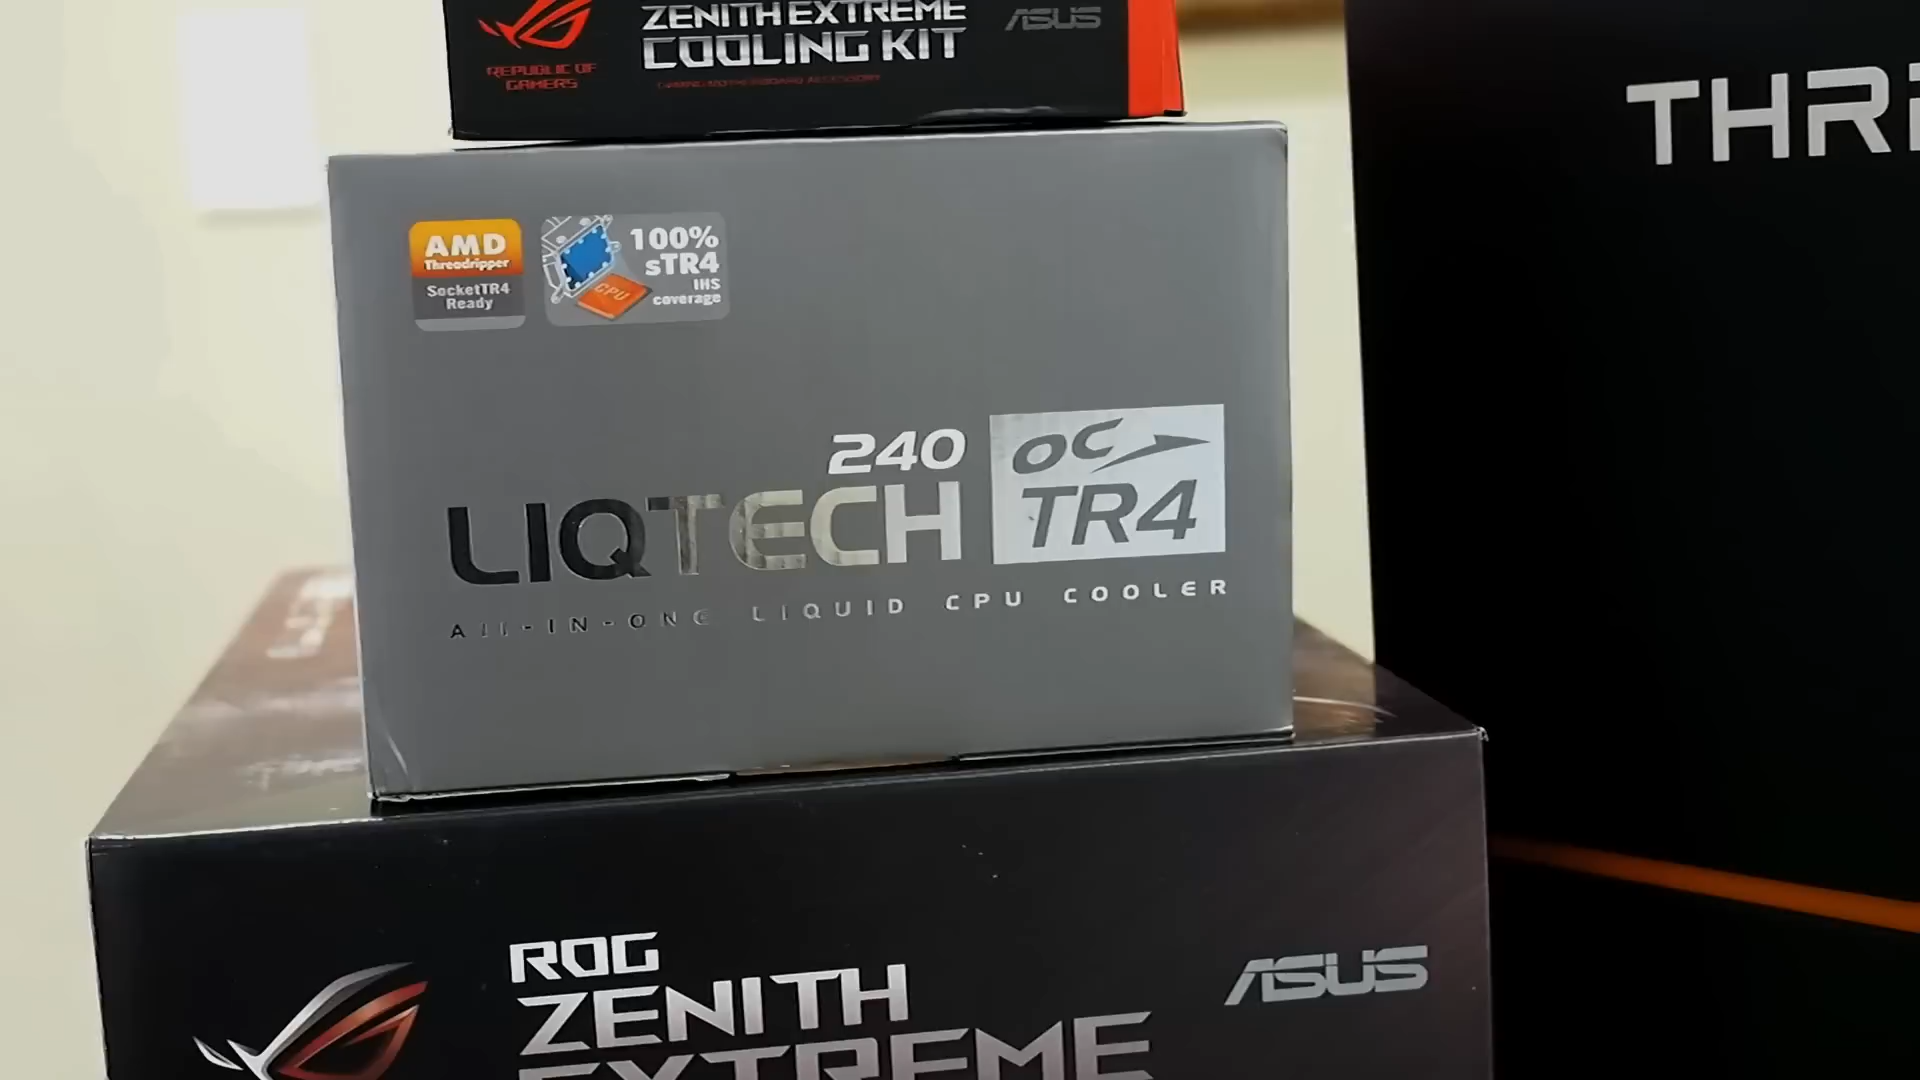 ZENITH EXTREME
COOLING KIT
REPUBLIC OF
GAMERS
ASUS
THR
AMD
Threadripper
SocketTR4
Ready
100%
sTR4
IHS
coverage
CPU
240
LIQTECH
OC
TR4
ALL-IN-ONE LIQUID CPU COOLER
ROG
ZENITH
EXTREME
ASUS